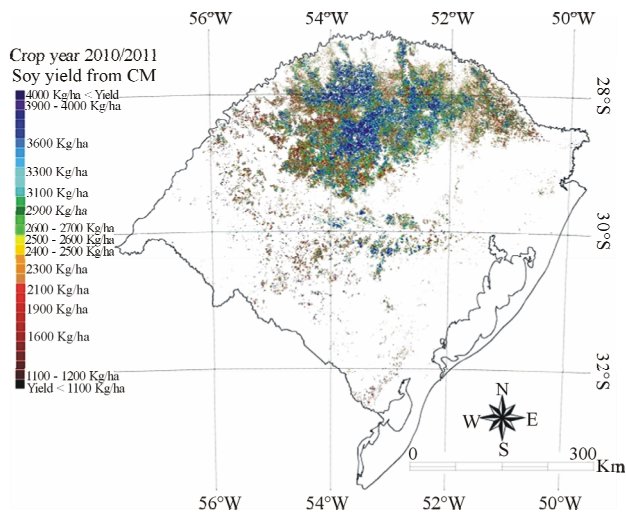 56°W 54°W 52°W 50°W
Crop year 2010/2011
Soy yield from CM
4000 Kg/ha < Yield
3900 - 4000 Kg/ha
3600 Kg/ha
3300 Kg/ha
3100 Kg/ha
2900 Kg/ha
2600 - 2700 Kg/ha
2500 - 2600 Kg/ha
2400 - 2500 Kg/ha
2300 Kg/ha
2100 Kg/ha
1900 Kg/ha
1600 Kg/ha
1100 - 1200 Kg/ha
Yield < 1100 Kg/ha
28°S
30°S
32°S
N
W E
S
0 300 Km
56°W 54°W 52°W 50°W